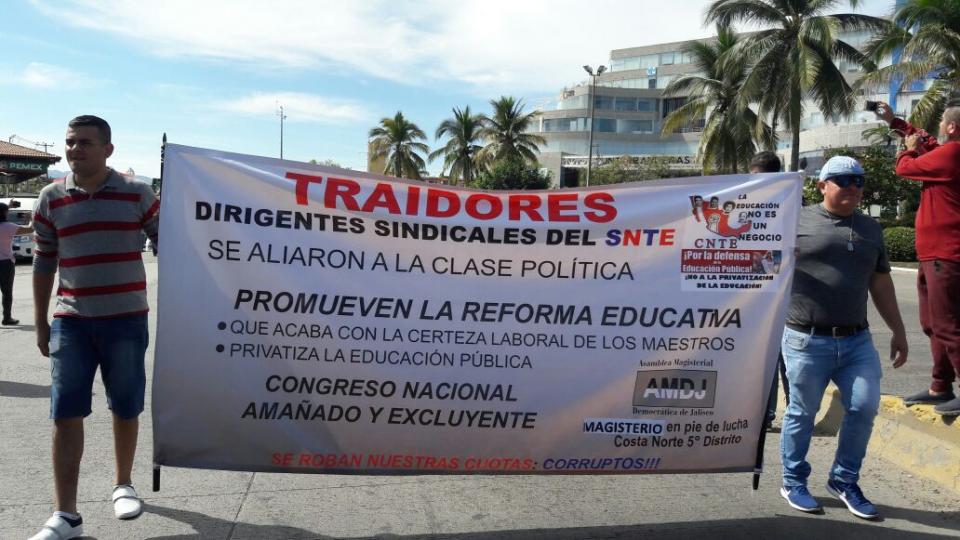 TRAIDORES
DIRIGENTES SINDICALES DEL SNTE
SE ALIARON A LA CLASE POLÍTICA
PROMUEVEN LA REFORMA EDUCATIVA
• QUE ACABA CON LA CERTEZA LABORAL DE LOS MAESTROS
• PRIVATIZA LA EDUCACIÓN PÚBLICA
CONGRESO NACIONAL
AMAÑADO Y EXCLUYENTE
SE ROBAN NUESTRAS CUOTAS: CORRUPTOS!!!
LA
EDUCACIÓN
NO ES
UN
NEGOCIO
CNTE
¡Por la defensa
Educación Pública!
¡NO A LA PRIVATIZACIÓN
DE LA EDUCACIÓN!
Asamblea Magisterial
AMDJ
Democrática de Jalisco
MAGISTERIO en pie de lucha
Costa Norte 5° Distrito
PEMEX